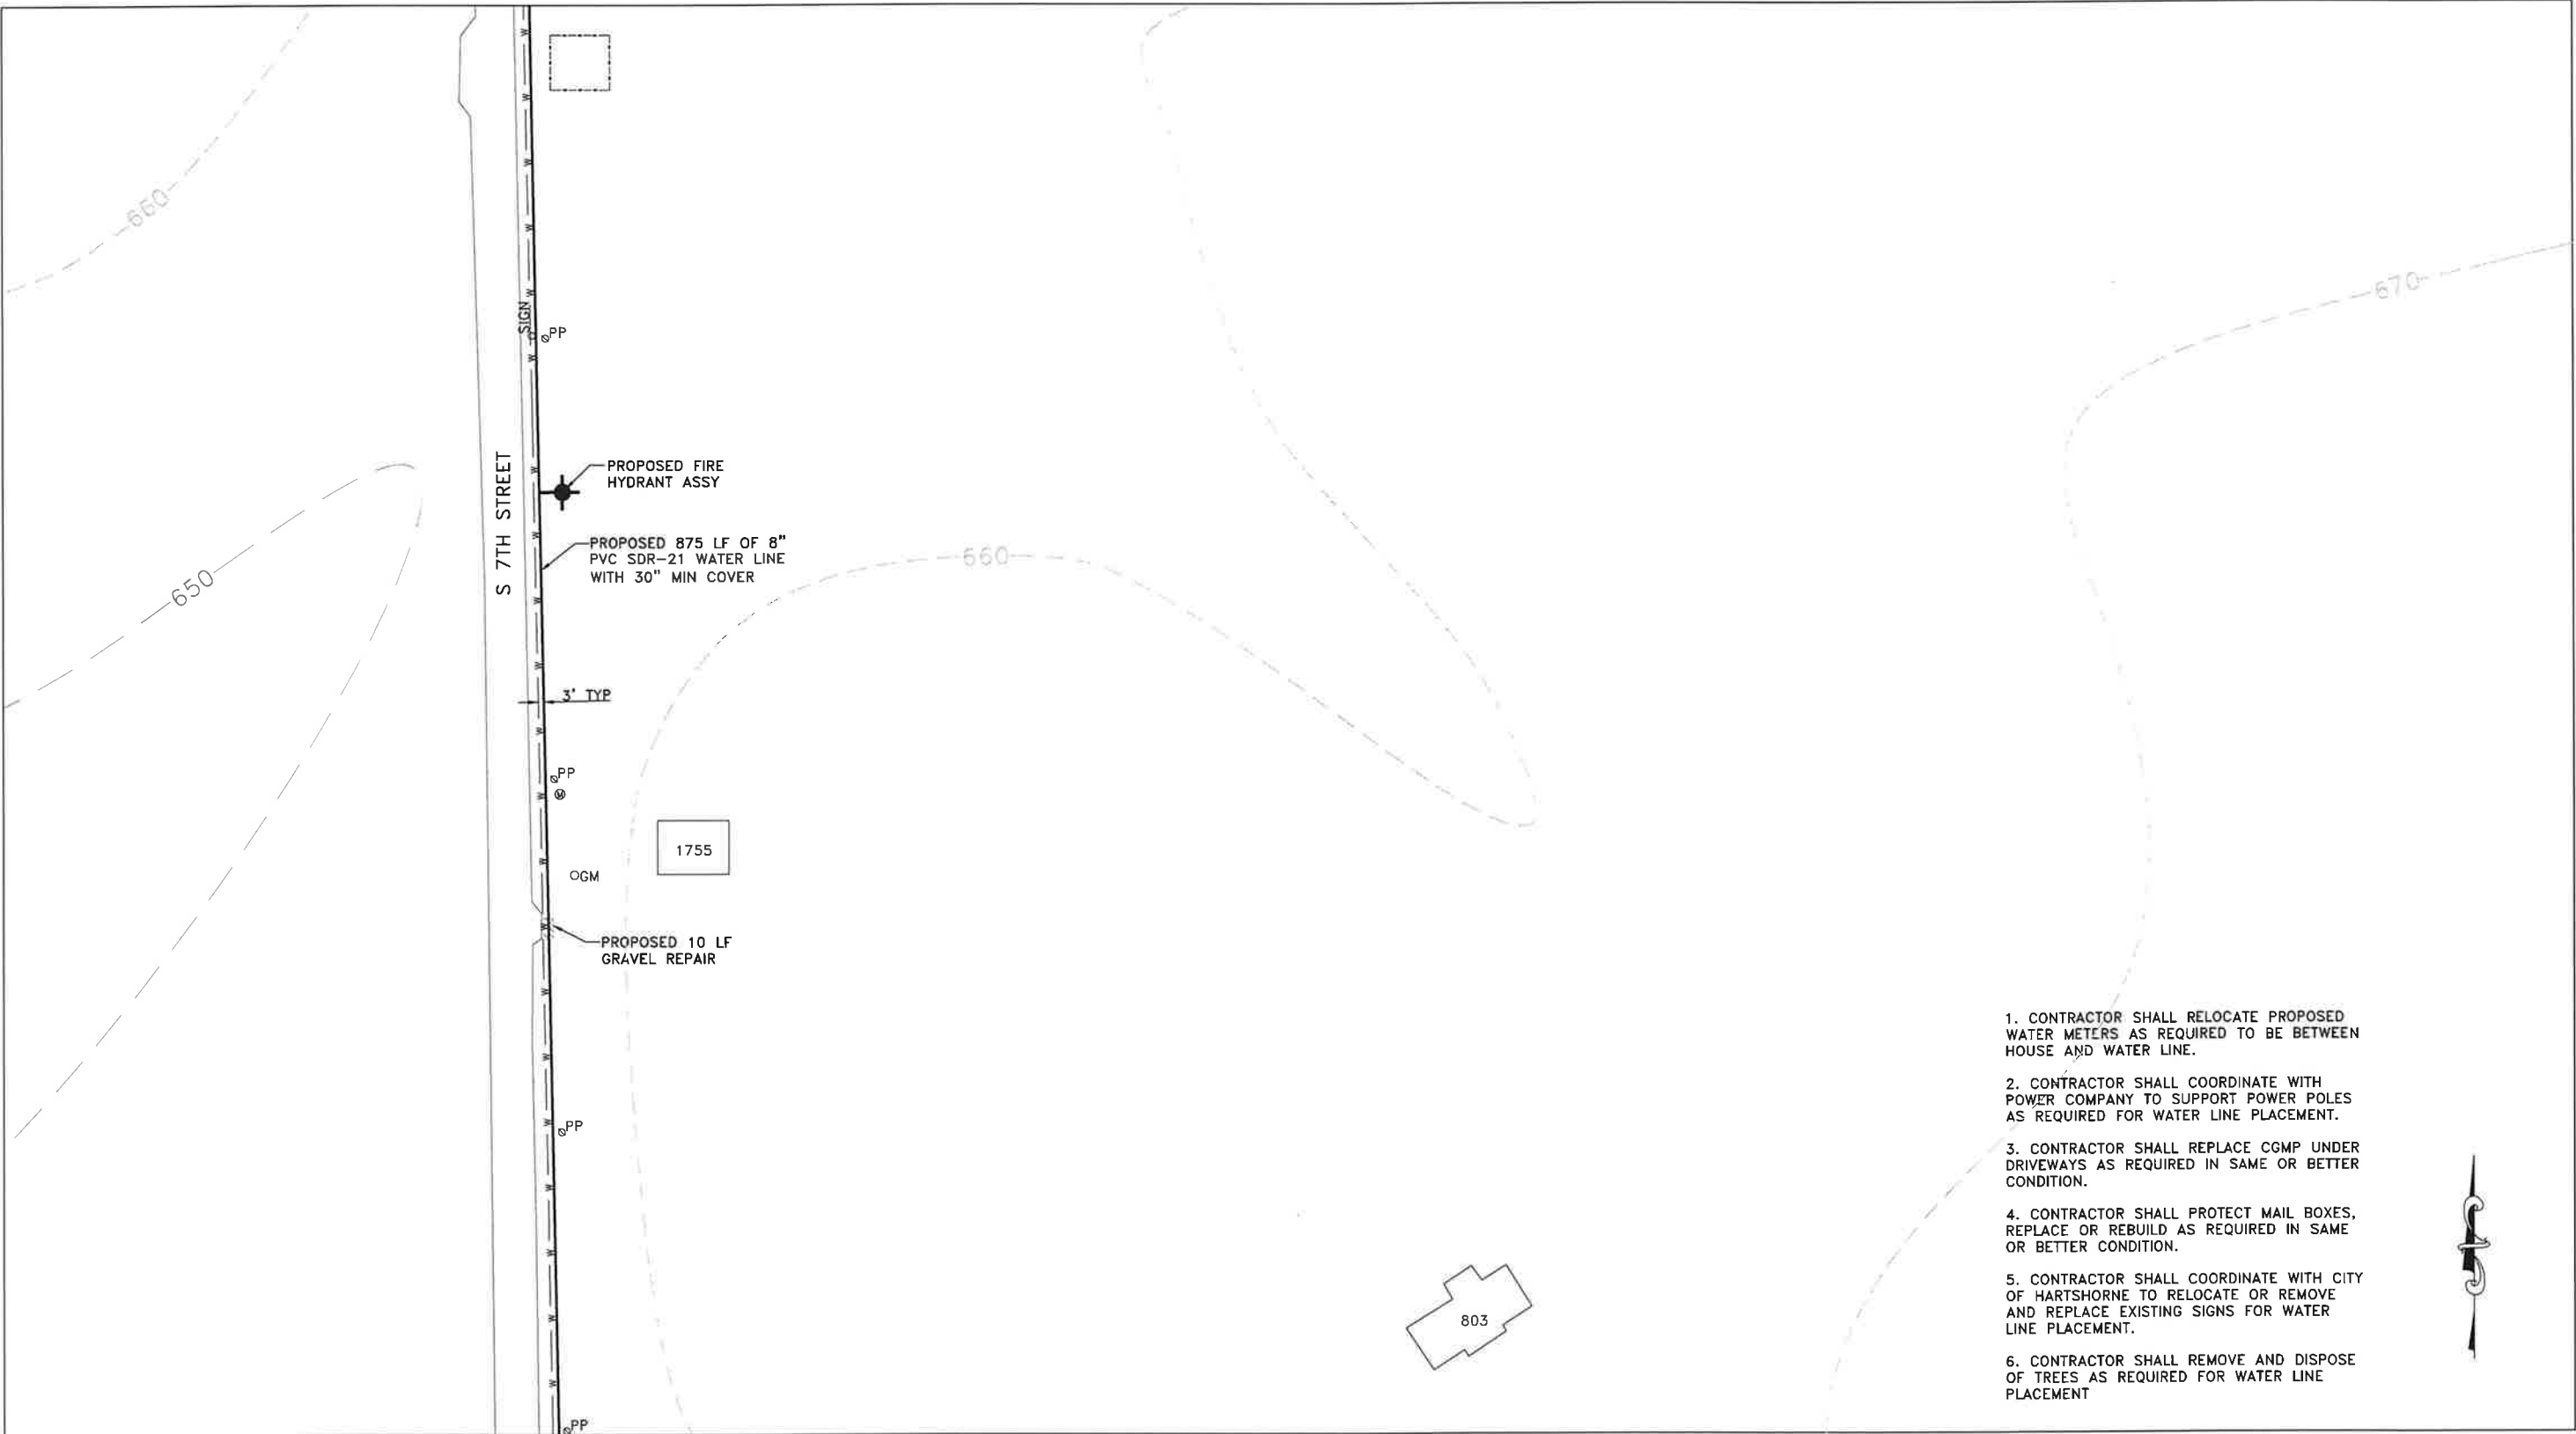 660
670
SIGN
PP
PROPOSED FIRE
HYDRANT ASSY
S 7TH STREET
PROPOSED 875 LF OF 8"
PVC SDR-21 WATER LINE
WITH 30" MIN COVER
660
650
3' TYP
PP
M
1755
GM
PROPOSED 10 LF
GRAVEL REPAIR
PP
803
PP
1. CONTRACTOR SHALL RELOCATE PROPOSED
WATER METERS AS REQUIRED TO BE BETWEEN
HOUSE AND WATER LINE.
2. CONTRACTOR SHALL COORDINATE WITH
POWER COMPANY TO SUPPORT POWER POLES
AS REQUIRED FOR WATER LINE PLACEMENT.
3. CONTRACTOR SHALL REPLACE CGMP UNDER
DRIVEWAYS AS REQUIRED IN SAME OR BETTER
CONDITION.
4. CONTRACTOR SHALL PROTECT MAIL BOXES,
REPLACE OR REBUILD AS REQUIRED IN SAME
OR BETTER CONDITION.
5. CONTRACTOR SHALL COORDINATE WITH CITY
OF HARTSHORNE TO RELOCATE OR REMOVE
AND REPLACE EXISTING SIGNS FOR WATER
LINE PLACEMENT.
6. CONTRACTOR SHALL REMOVE AND DISPOSE
OF TREES AS REQUIRED FOR WATER LINE
PLACEMENT